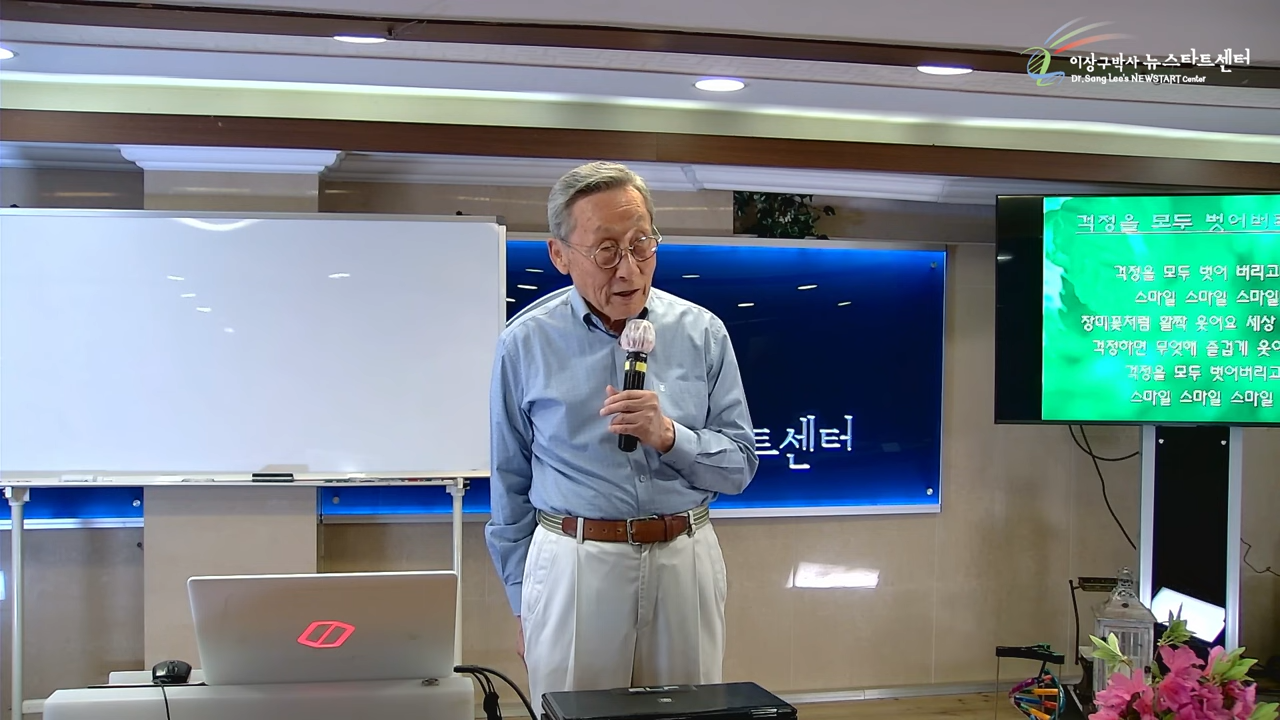 이상구박사 뉴스타트센터
Dr. Sang Lee's NEWSTART Center
걱정을 모두 벗어버리
걱정을 모두 벗어 버리고
스마일 스마일 스마일
장미꽃처럼 활짝 웃어요 세상
걱정하면 무엇해 즐겁게 웃어
걱정을 모두 벗어버리고
스마일 스마일 스마일
트센터